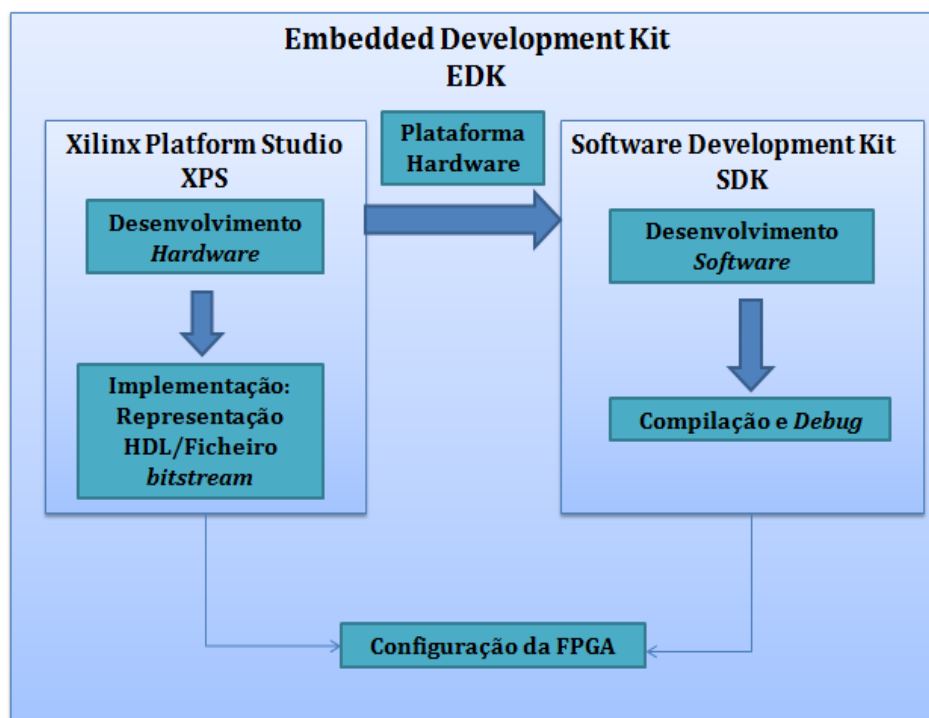 Embedded Development Kit
EDK
Xilinx Platform Studio
XPS
Desenvolvimento
Hardware
Implementação:
Representação
HDL/Ficheiro
bitstream
Plataforma
Hardware
Software Development Kit
SDK
Desenvolvimento
Software
Compilação e Debug
Configuração da FPGA